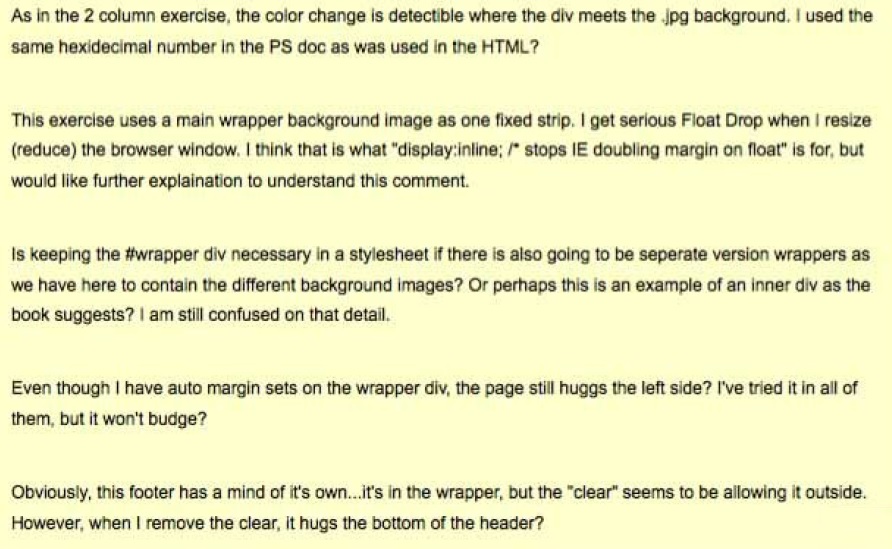 As in the 2 column exercise, the color change is detectible where the div meets the .jpg background. I used the
same hexidecimal number in the PS doc as was used in the HTML?
This exercise uses a main wrapper background image as one fixed strip. I get serious Float Drop when I resize
(reduce) the browser window. I think that is what "display:inline; /* stops IE doubling margin on float" is for, but
would like further explaination to understand this comment.
Is keeping the #wrapper div necessary in a stylesheet if there is also going to be seperate version wrappers as
we have here to contain the different background images? Or perhaps this is an example of an inner div as the
book suggests? I am still confused on that detail.
Even though I have auto margin sets on the wrapper div, the page still huggs the left side? I've tried it in all of
them, but it won't budge?
Obviously, this footer has a mind of it's own...it's in the wrapper, but the "clear" seems to be allowing it outside.
However, when I remove the clear, it hugs the bottom of the header?